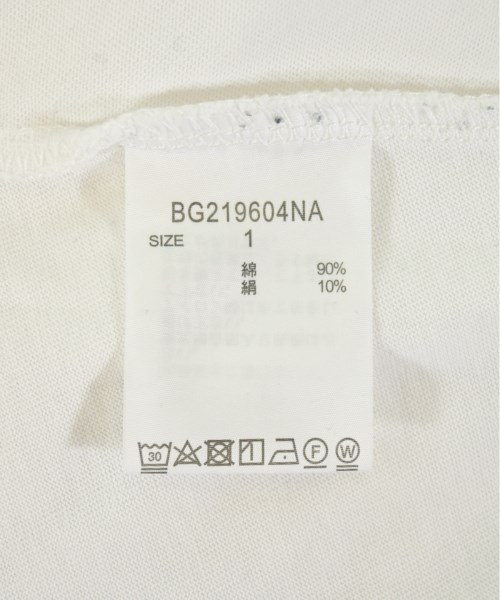 BG219604NA
SIZE 1
綿 90%
絹 10%
30 F W